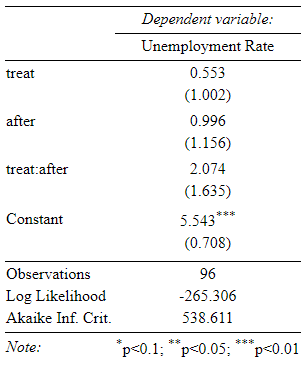 Dependent variable:
Unemployment Rate
treat 0.553
(1.002)
after 0.996
(1.156)
treat:after 2.074
(1.635)
Constant 5.543***
(0.708)
Observations 96
Log Likelihood -265.306
Akaike Inf. Crit. 538.611
Note: *p<0.1; **p<0.05; ***p<0.01